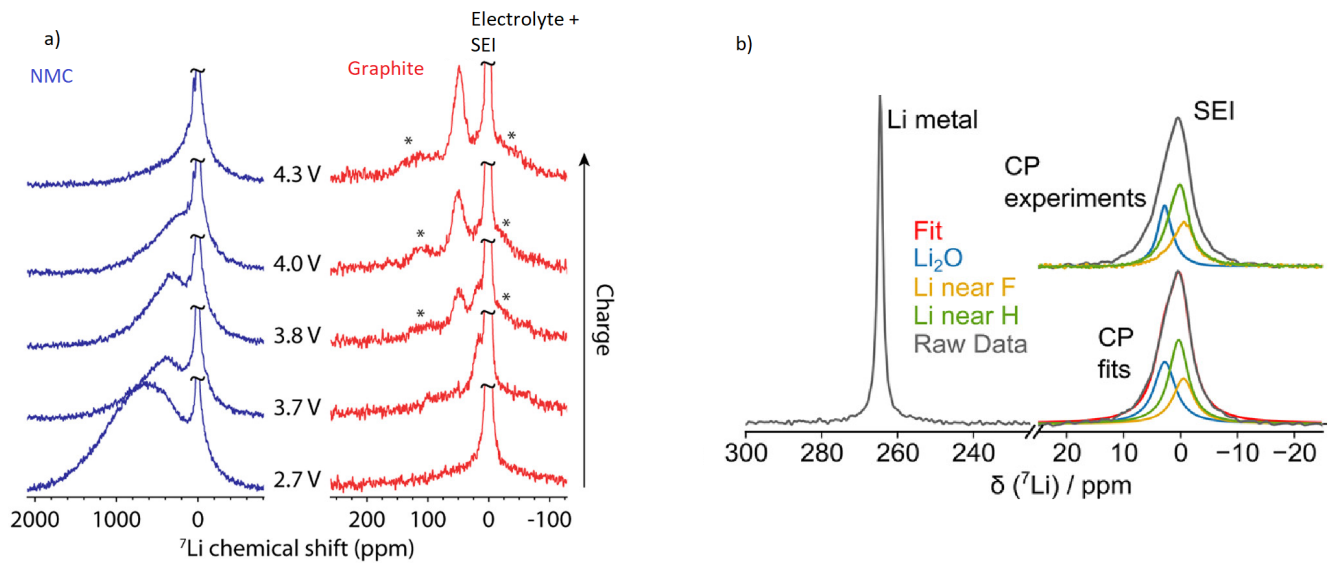 a)
NMC
Graphite
Electrolyte +
SEI
*
*
4.3 V
*
*
4.0 V
*
*
3.8 V
3.7 V
2.7 V
Charge
2000 1000 0
200 100 0 -100
⁷Li chemical shift (ppm)
b)
Li metal
SEI
CP
experiments
Fit
Li₂O
Li near F
Li near H
Raw Data
CP
fits
300 280 260 240 20 10 0 -10 -20
δ (⁷Li) / ppm